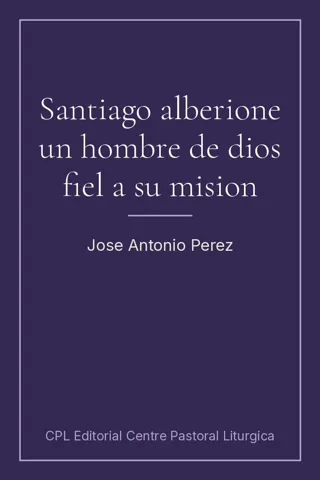 Santiago alberione
un hombre de dios
fiel a su mision
Jose Antonio Perez
CPL Editorial Centre Pastoral Liturgica